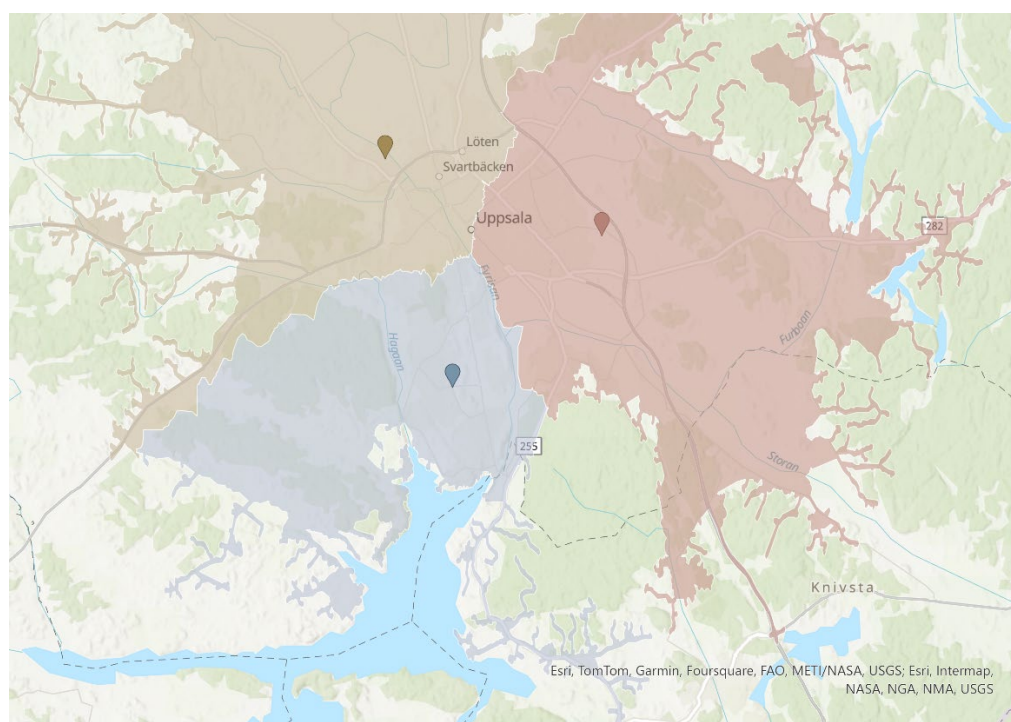 Löten
Svartbäcken
Uppsala
282
Fyrisån
Hågaån
Funboån
255
Storån
Knivsta
Esri, TomTom, Garmin, Foursquare, FAO, METI/NASA, USGS; Esri, Intermap,
NASA, NGA, NMA, USGS